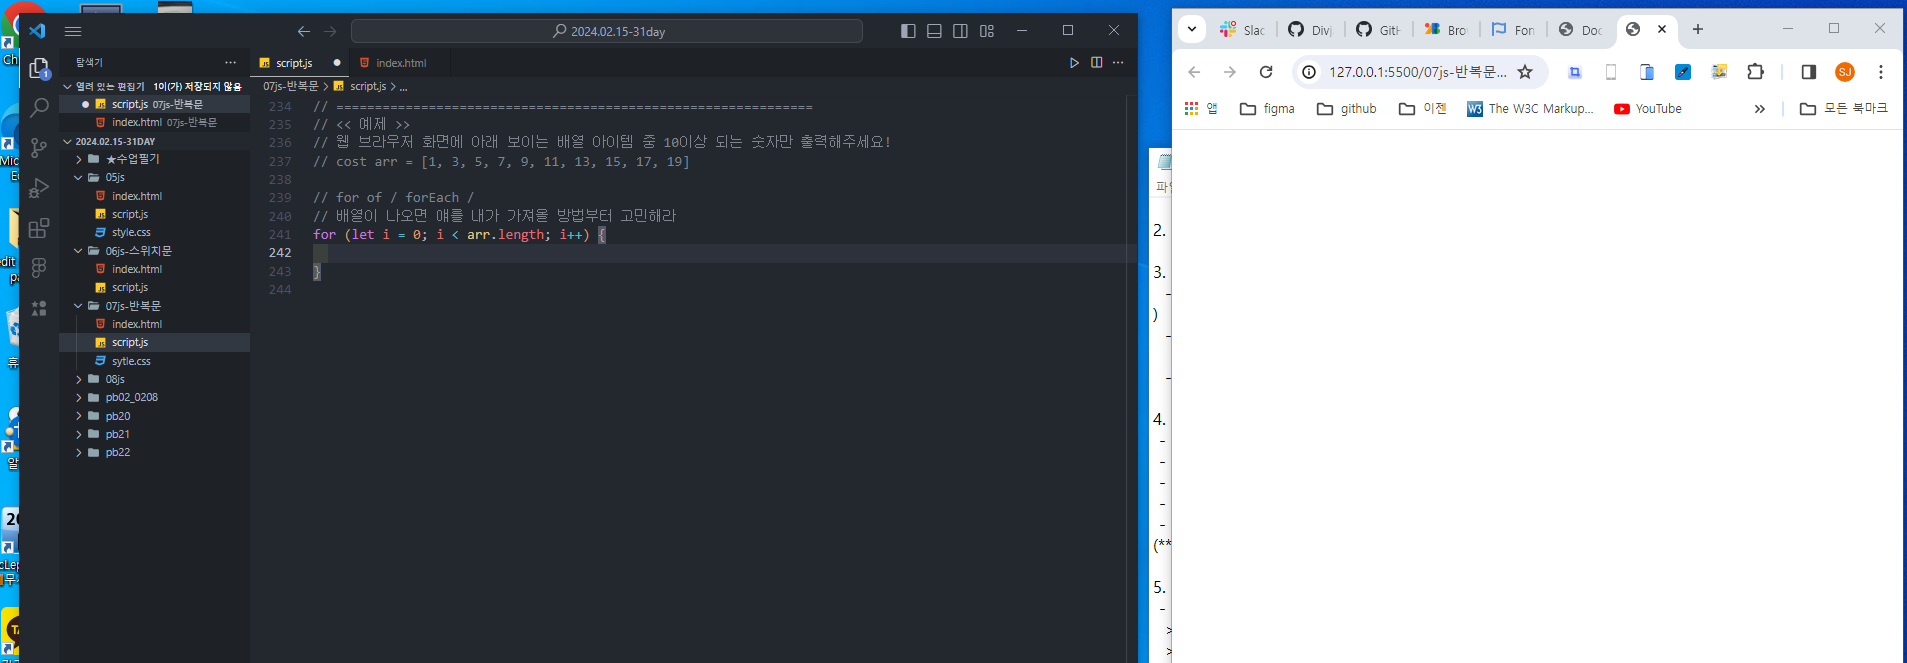 2024.02.15-31day
탐색기
script.js
index.html
열려 있는 편집기 1이(가) 저장되지 않음
script.js 07js-반복문
index.html 07js-반복문
2024.02.15-31DAY
★수업필기
05js
index.html
script.js
style.css
06js-스위치문
index.html
script.js
07js-반복문
index.html
script.js
sytle.css
08js
pb02_0208
pb20
pb21
pb22
07js-반복문 > script.js > ...
234 // ==============================================================
235 // << 예제 >>
236 // 웹 브라우저 화면에 아래 보이는 배열 아이템 중 10이상 되는 숫자만 출력해주세요!
237 // cost arr = [1, 3, 5, 7, 9, 11, 13, 15, 17, 19]
238
239 // for of / forEach /
240 // 배열이 나오면 얘를 내가 가져올 방법부터 고민해라
241 for (let i = 0; i < arr.length; i++) {
242
243 }
244
2.
3.
-
)
-
-
4.
-
-
-
-
-
(**
5.
-
>
>
Slac
Divj
GitH
Bro
Fon
Doc
127.0.0.1:5500/07js-반복문...
SJ
앱
figma
github
이젠
The W3C Markup...
YouTube
모든 북마크